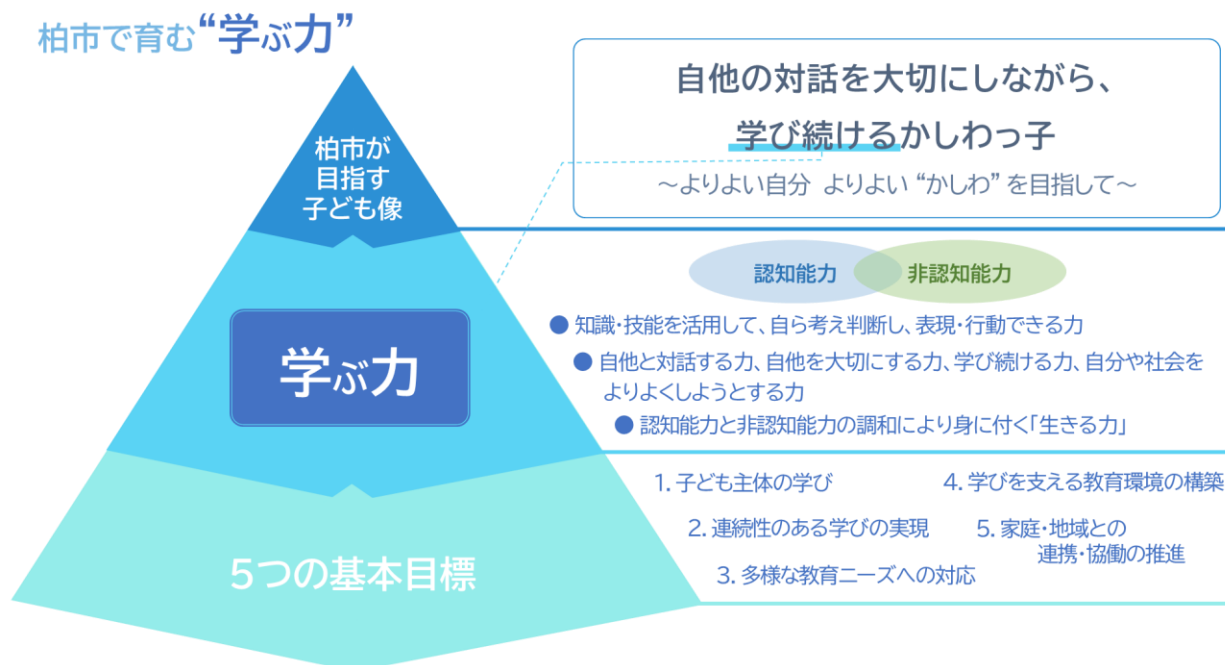 柏市で育む“学ぶ力”
柏市が
目指す
子ども像
自他の対話を大切にしながら、
学び続けるかしわっ子
～よりよい自分 よりよい “かしわ” を目指して～
学ぶ力
認知能力 非認知能力
● 知識・技能を活用して、自ら考え判断し、表現・行動できる力
● 自他と対話する力、自他を大切にする力、学び続ける力、自分や社会を
よりよくしようとする力
● 認知能力と非認知能力の調和により身に付く「生きる力」
5つの基本目標
1. 子ども主体の学び
2. 連続性のある学びの実現
3. 多様な教育ニーズへの対応
4. 学びを支える教育環境の構築
5. 家庭・地域との
連携・協働の推進